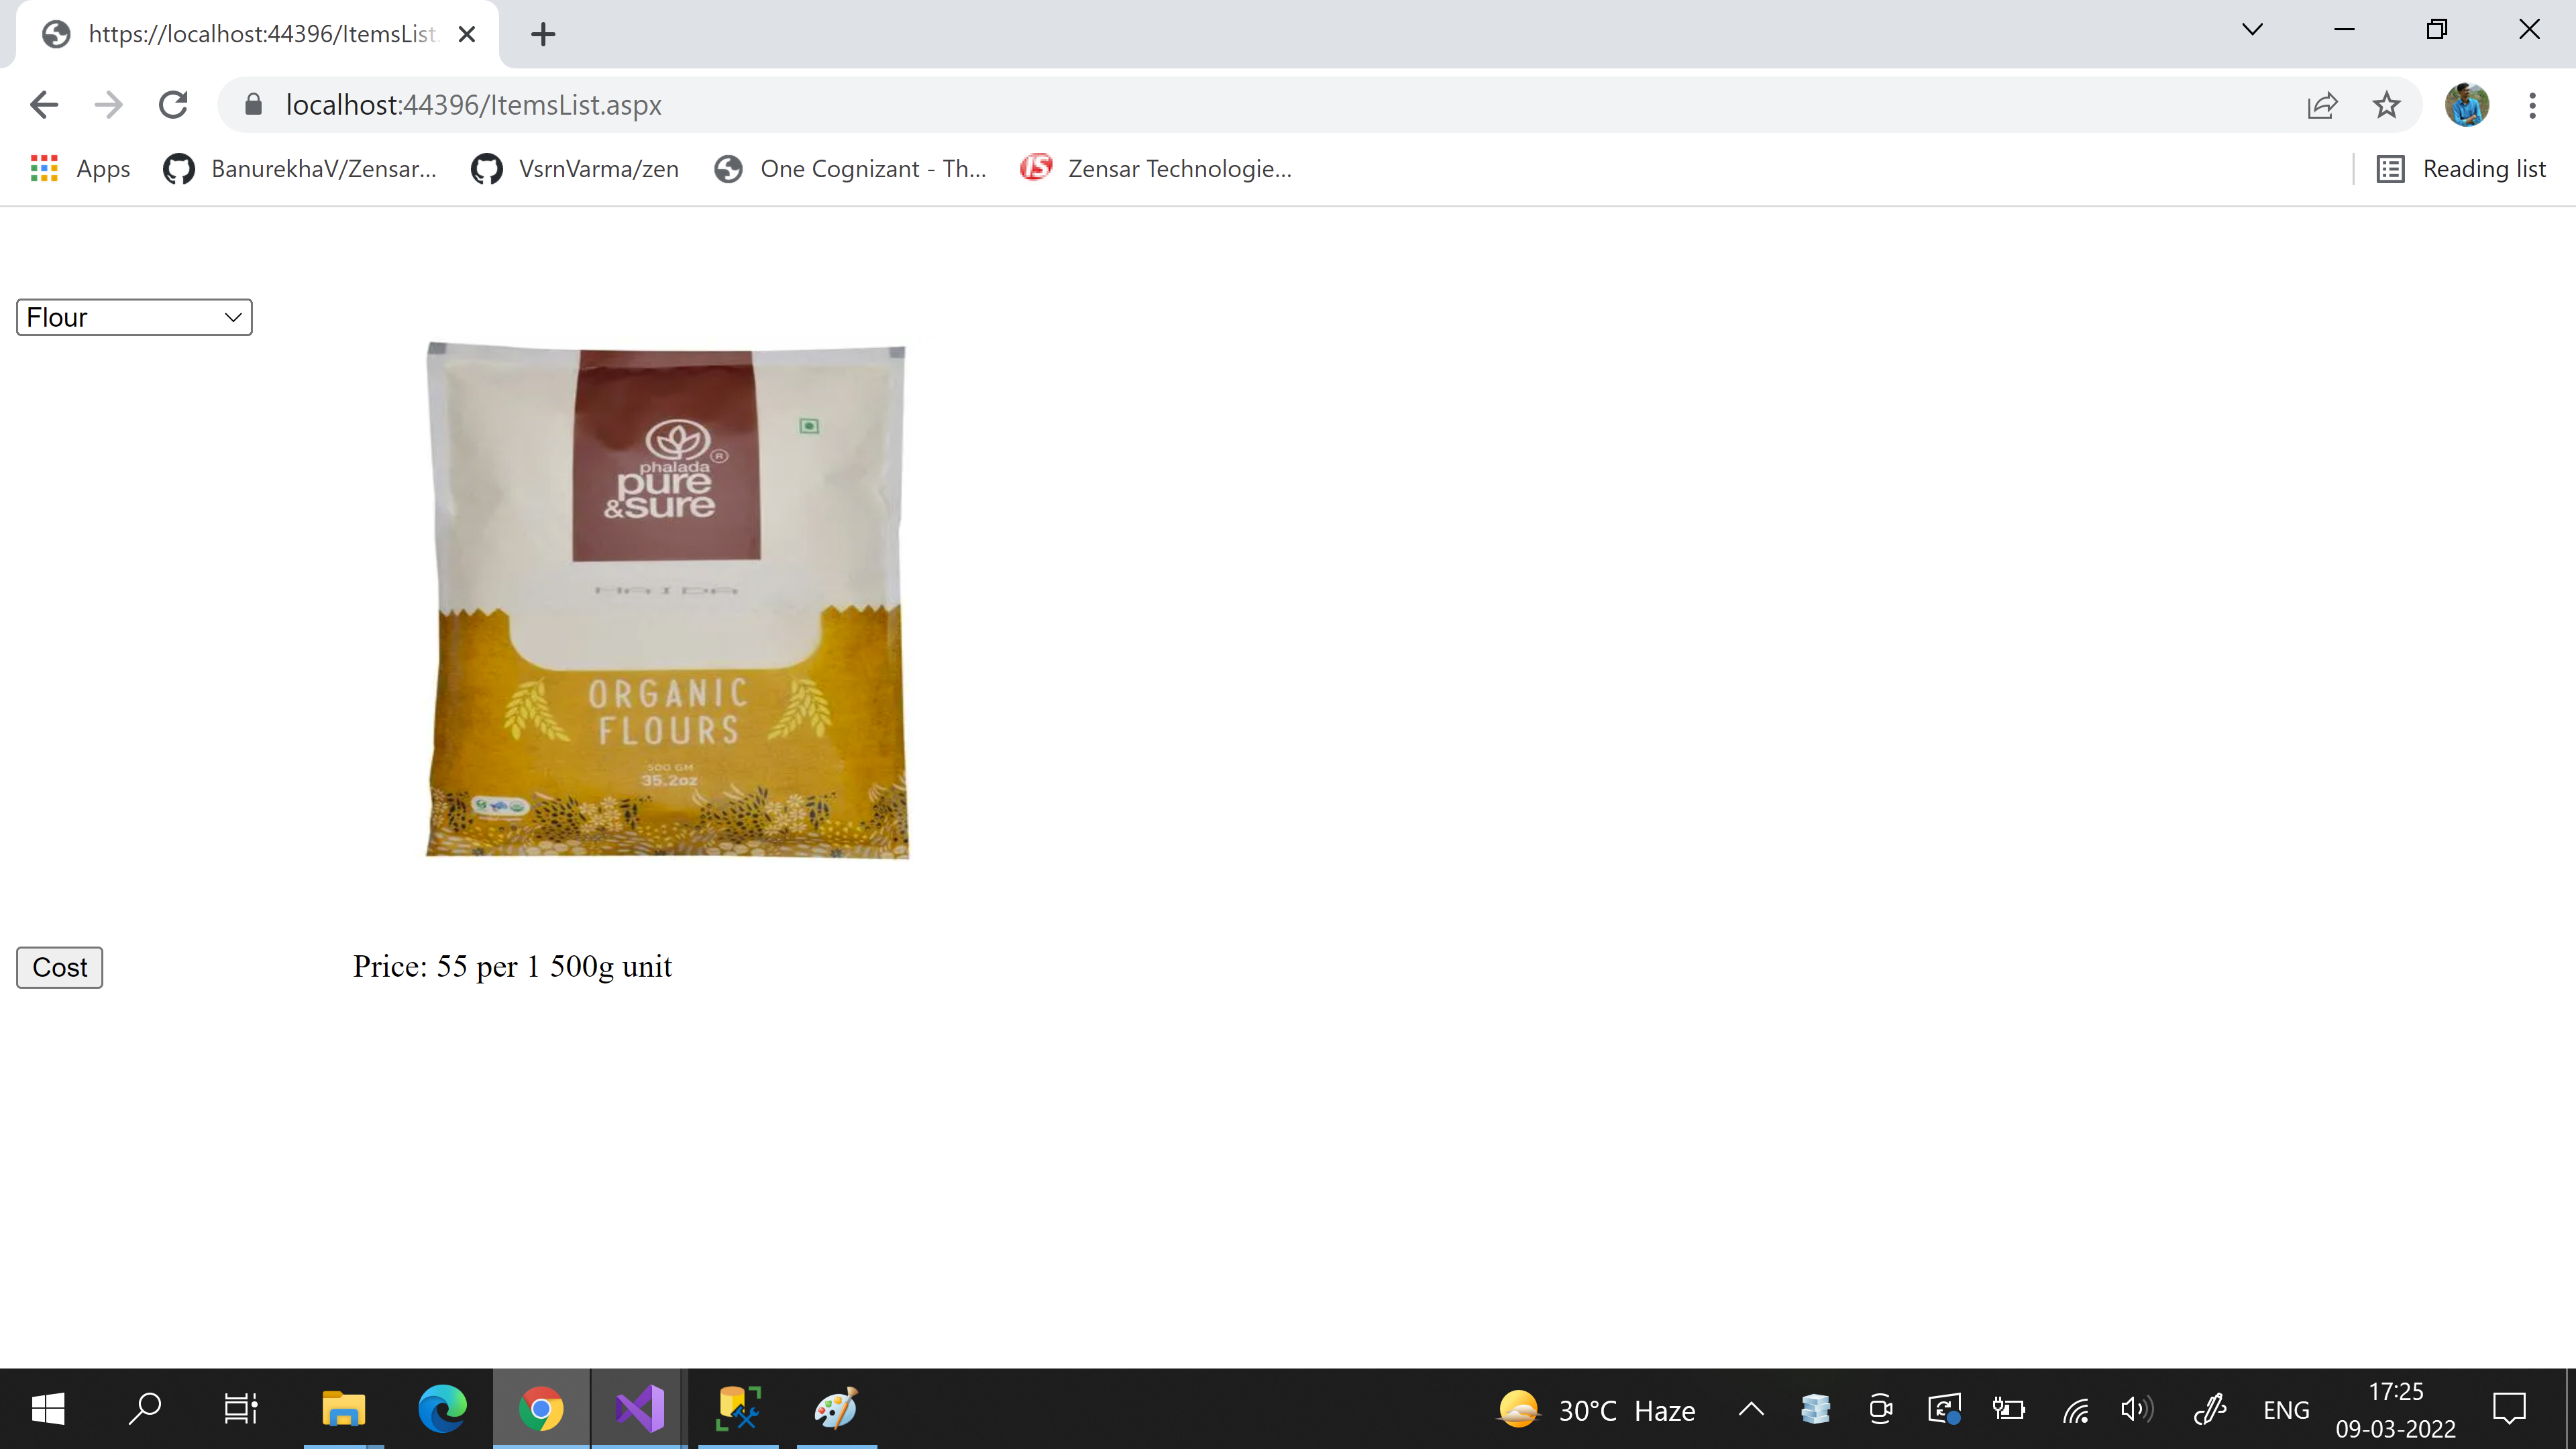 https://localhost:44396/ItemsList.
localhost:44396/ItemsList.aspx
Apps
BanurekhaV/Zensar...
VsrnVarma/zen
One Cognizant - Th...
Zensar Technologie...
Reading list
Flour
phalada
pure
&sure
MAIDA
ORGANIC
FLOURS
500 GM
35.2oz
Cost
Price: 55 per 1 500g unit
30°C Haze
ENG
17:25
09-03-2022